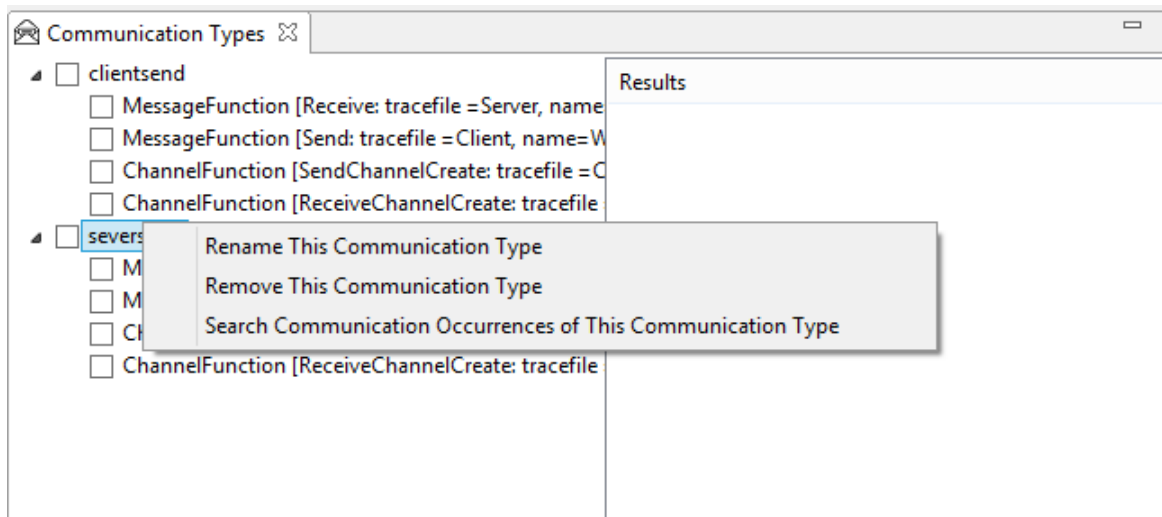 Communication Types
clientsend
Results
MessageFunction [Receive: tracefile =Server, name=
MessageFunction [Send: tracefile =Client, name=W
ChannelFunction [SendChannelCreate: tracefile =C
ChannelFunction [ReceiveChannelCreate: tracefile
severs
Rename This Communication Type
M
Remove This Communication Type
M
Search Communication Occurrences of This Communication Type
Ch
ChannelFunction [ReceiveChannelCreate: tracefile